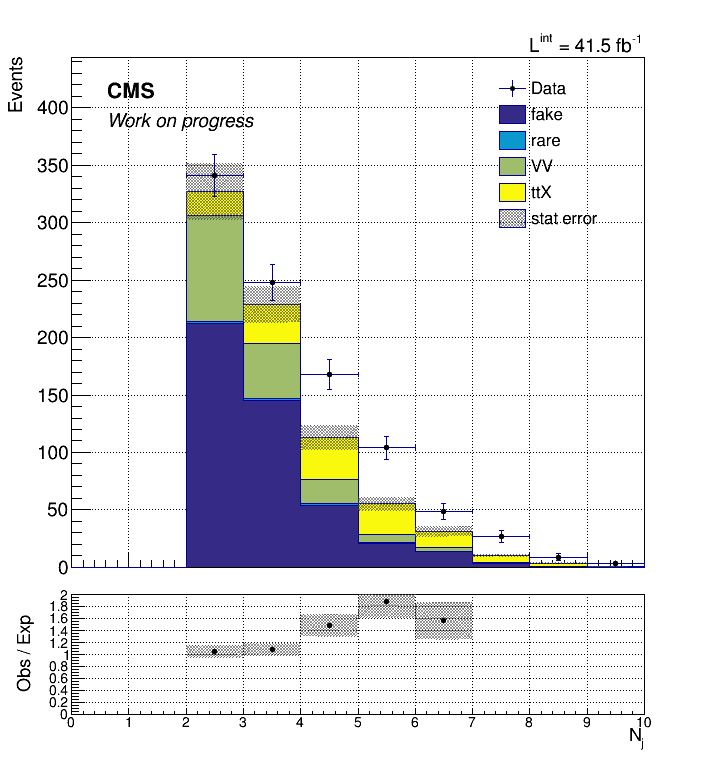 L^int = 41.5 fb^-1
Events
CMS
Work on progress
Data
fake
rare
VV
ttX
stat.error
400
350
300
250
200
150
100
50
0
Obs / Exp
2
1.8
1.6
1.4
1.2
1
0.8
0.6
0.4
0.2
0
0 1 2 3 4 5 6 7 8 9 10
N_j